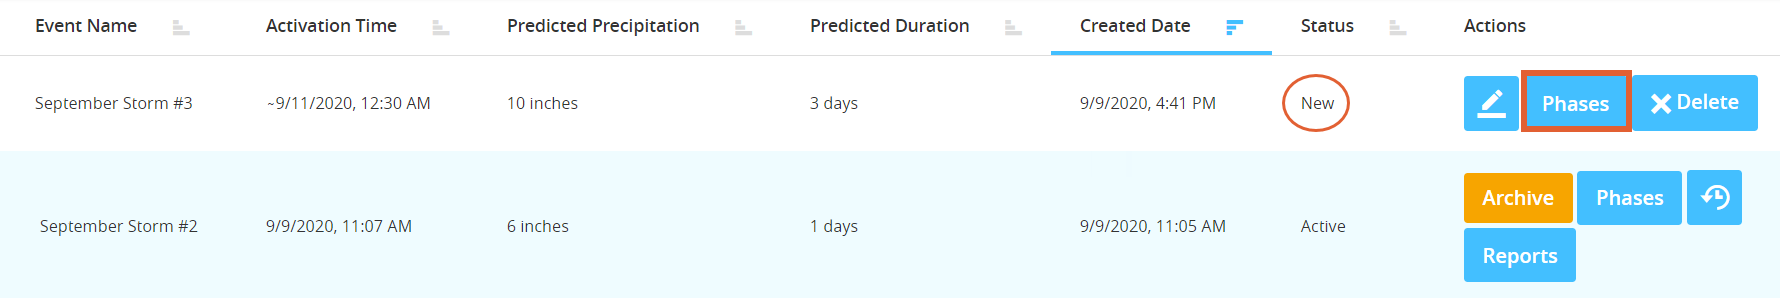 Event Name Activation Time Predicted Precipitation Predicted Duration Created Date Status Actions
September Storm #3 ~9/11/2020, 12:30 AM 10 inches 3 days 9/9/2020, 4:41 PM New Phases Delete
September Storm #2 9/9/2020, 11:07 AM 6 inches 1 days 9/9/2020, 11:05 AM Active Archive Phases
Reports